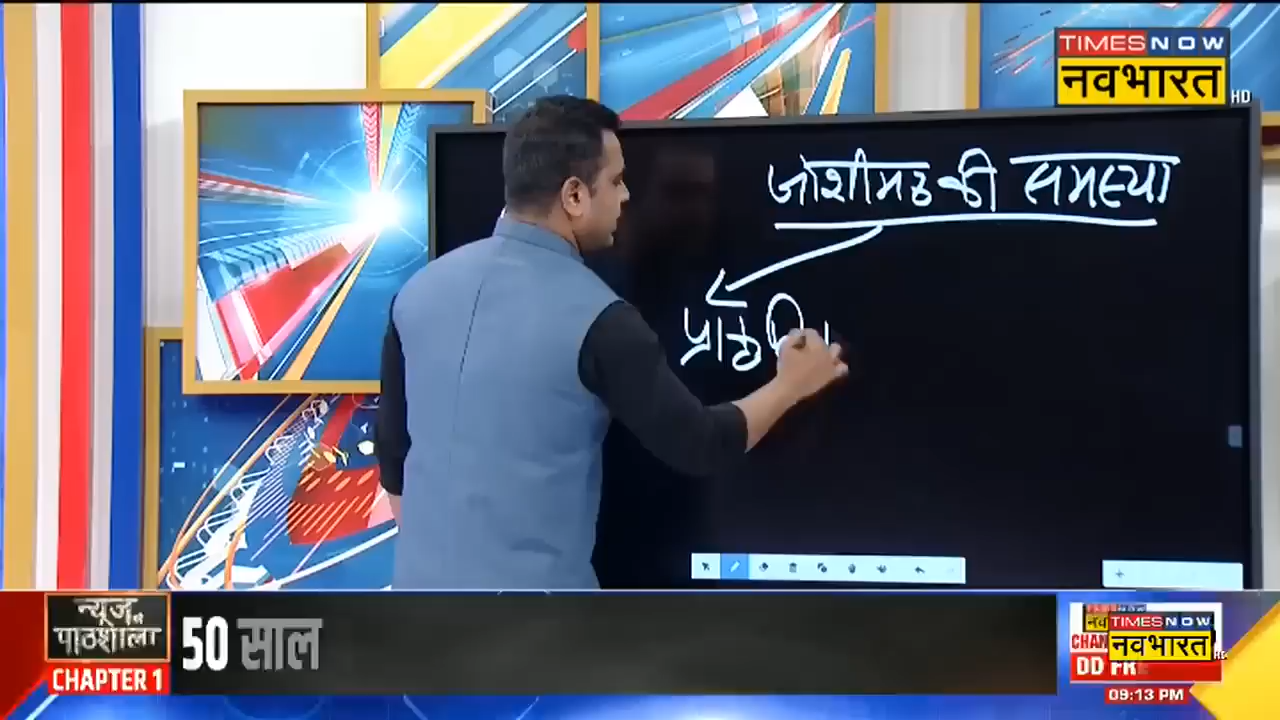 TIMES NOW
नवभारत
HD
जोशीमठ की समस्या
न्यूज़ की
पाठशाला
CHAPTER 1
50 साल
TIMES NOW
नवभारत
09:13 PM